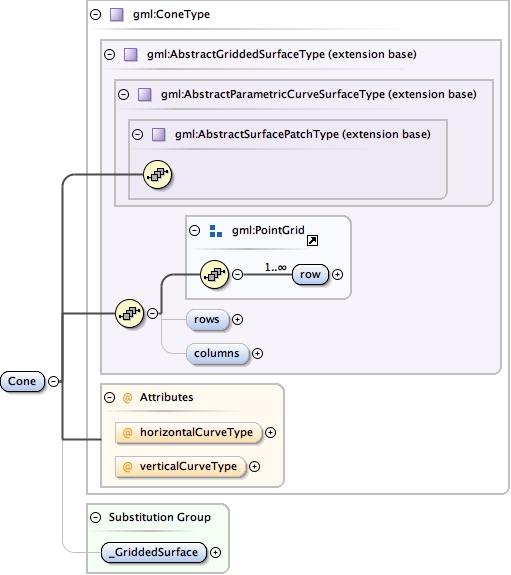 gml:ConeType
gml:AbstractGriddedSurfaceType (extension base)
gml:AbstractParametricCurveSurfaceType (extension base)
gml:AbstractSurfacePatchType (extension base)
gml:PointGrid
1..∞
row
rows
columns
Cone
@ Attributes
@ horizontalCurveType
@ verticalCurveType
Substitution Group
_GriddedSurface